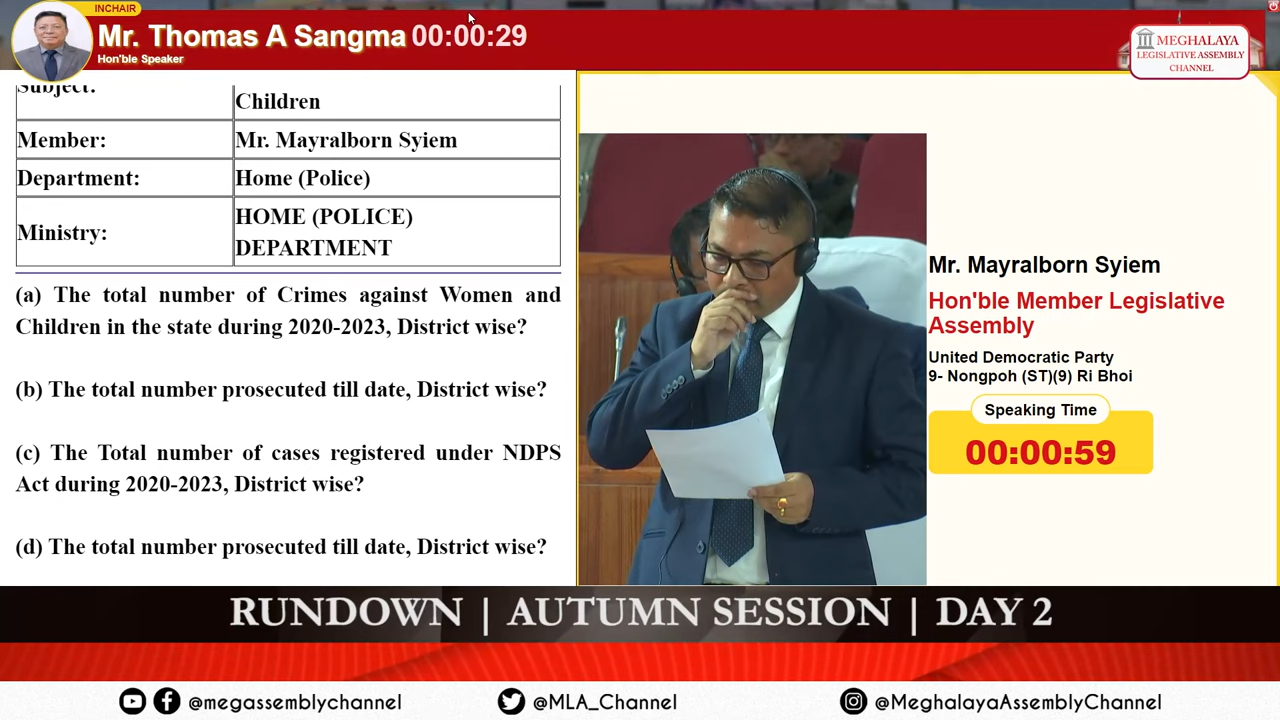 INCHAIR
Mr. Thomas A Sangma 00:00:29
Hon'ble Speaker
MEGHALAYA
LEGISLATIVE ASSEMBLY
CHANNEL
Subject:
Children
Member: Mr. Mayralborn Syiem
Department: Home (Police)
Ministry: HOME (POLICE)
DEPARTMENT
(a) The total number of Crimes against Women and
Children in the state during 2020-2023, District wise?
(b) The total number prosecuted till date, District wise?
(c) The Total number of cases registered under NDPS
Act during 2020-2023, District wise?
(d) The total number prosecuted till date, District wise?
Mr. Mayralborn Syiem
Hon'ble Member Legislative
Assembly
United Democratic Party
9- Nongpoh (ST)(9) Ri Bhoi
Speaking Time
00:00:59
RUNDOWN | AUTUMN SESSION | DAY 2
@megassemblychannel
@MLA_Channel
@MeghalayaAssemblyChannel